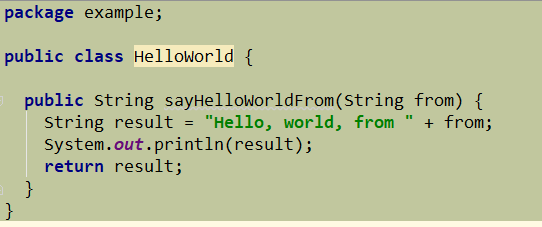 package example;
public class HelloWorld {
public String sayHelloWorldFrom(String from) {
String result = "Hello, world, from " + from;
System.out.println(result);
return result;
}
}